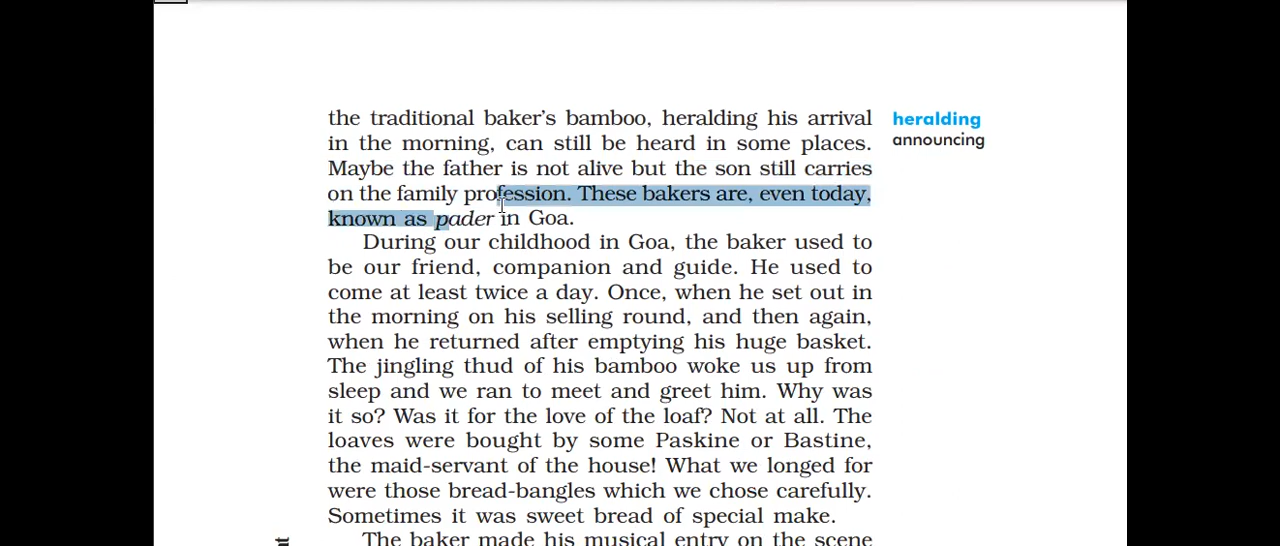 the traditional baker's bamboo, heralding his arrival
in the morning, can still be heard in some places.
Maybe the father is not alive but the son still carries
on the family profession. These bakers are, even today,
known as pader in Goa.
During our childhood in Goa, the baker used to
be our friend, companion and guide. He used to
come at least twice a day. Once, when he set out in
the morning on his selling round, and then again,
when he returned after emptying his huge basket.
The jingling thud of his bamboo woke us up from
sleep and we ran to meet and greet him. Why was
it so? Was it for the love of the loaf? Not at all. The
loaves were bought by some Paskine or Bastine,
the maid-servant of the house! What we longed for
were those bread-bangles which we chose carefully.
Sometimes it was sweet bread of special make.
The baker made his musical entry on the scene
heralding
announcing